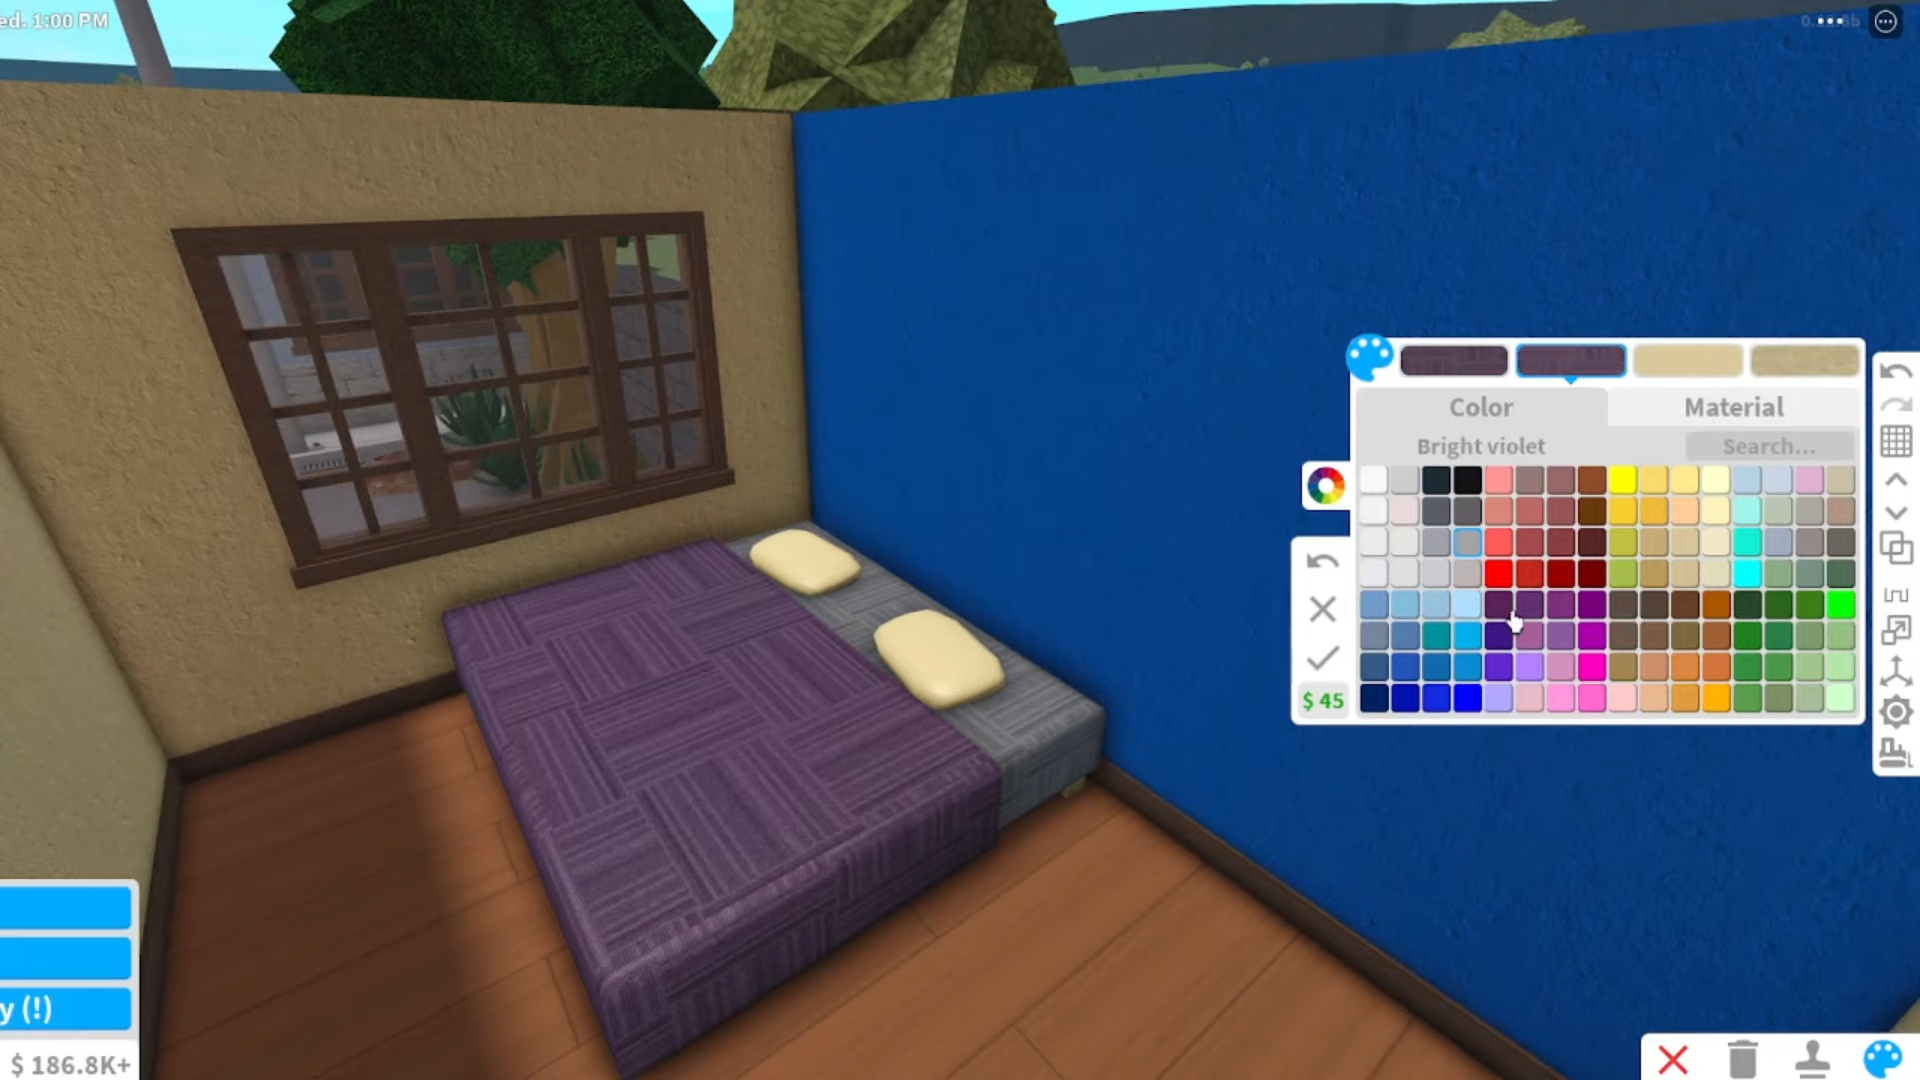 ed. 1:00 PM
Color
Material
Bright violet
Search...
$ 45
y (!)
$ 186.8K+